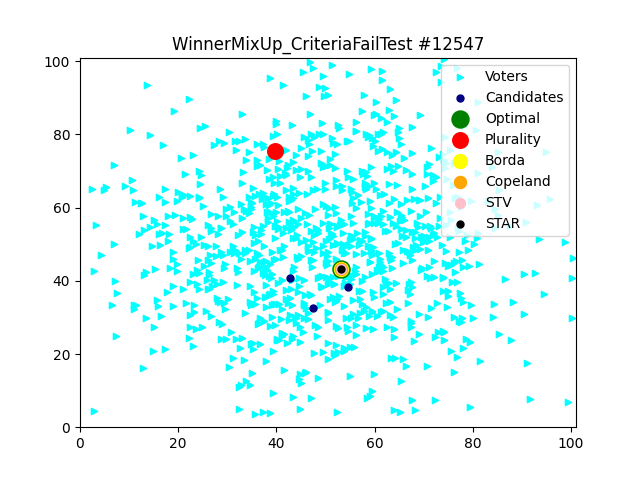 WinnerMixUp_CriteriaFailTest #12547
100
80
60
40
20
0
0
20
40
60
80
100
Voters
Candidates
Optimal
Plurality
Borda
Copeland
STV
STAR